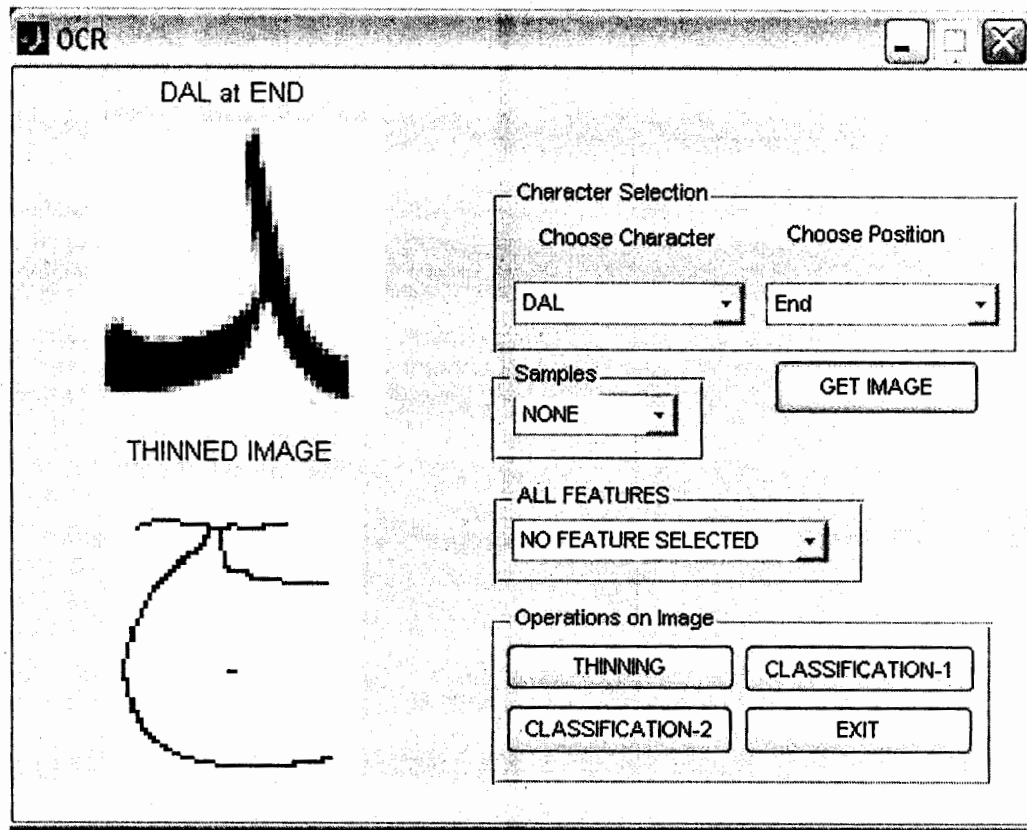 OCR
DAL at END
Character Selection
Choose Character Choose Position
DAL End
Samples
NONE
GET IMAGE
THINNED IMAGE
ALL FEATURES
NO FEATURE SELECTED
Operations on Image
THINNING CLASSIFICATION-1
CLASSIFICATION-2 EXIT